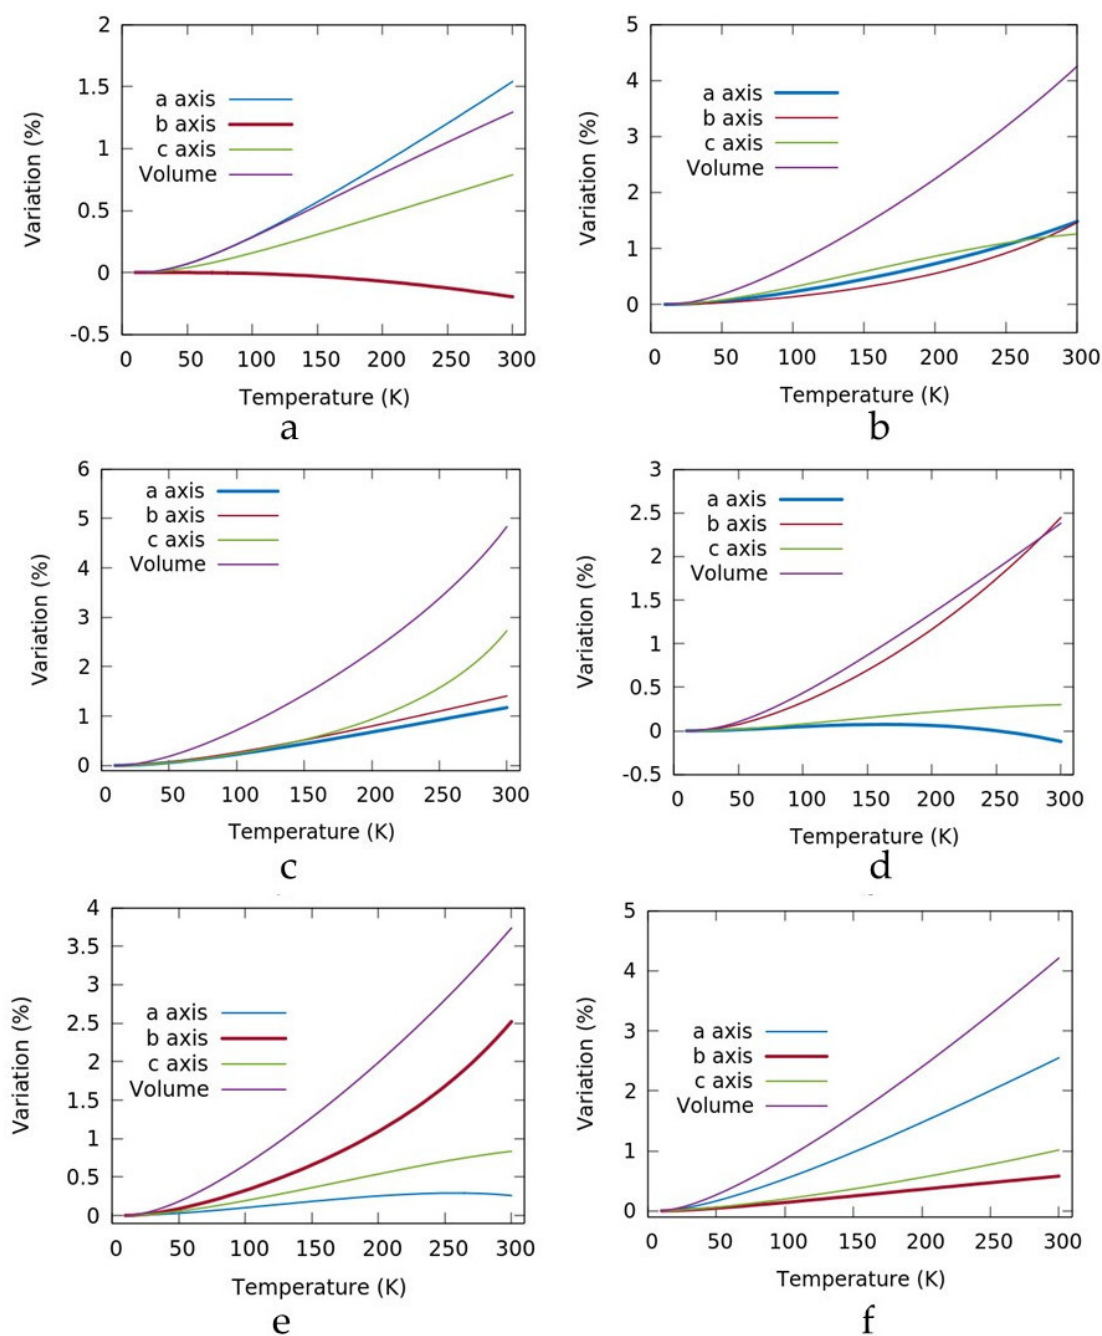 2
1.5
1
0.5
0
-0.5
Variation (%)
a axis
b axis
c axis
Volume
0 50 100 150 200 250 300
Temperature (K)
a
5
4
3
2
1
0
Variation (%)
a axis
b axis
c axis
Volume
0 50 100 150 200 250 300
Temperature (K)
b
6
5
4
3
2
1
0
Variation (%)
a axis
b axis
c axis
Volume
0 50 100 150 200 250 300
Temperature (K)
c
3
2.5
2
1.5
1
0.5
0
-0.5
Variation (%)
a axis
b axis
c axis
Volume
0 50 100 150 200 250 300
Temperature (K)
d
4
3.5
3
2.5
2
1.5
1
0.5
0
Variation (%)
a axis
b axis
c axis
Volume
0 50 100 150 200 250 300
Temperature (K)
e
5
4
3
2
1
0
Variation (%)
a axis
b axis
c axis
Volume
0 50 100 150 200 250 300
Temperature (K)
f